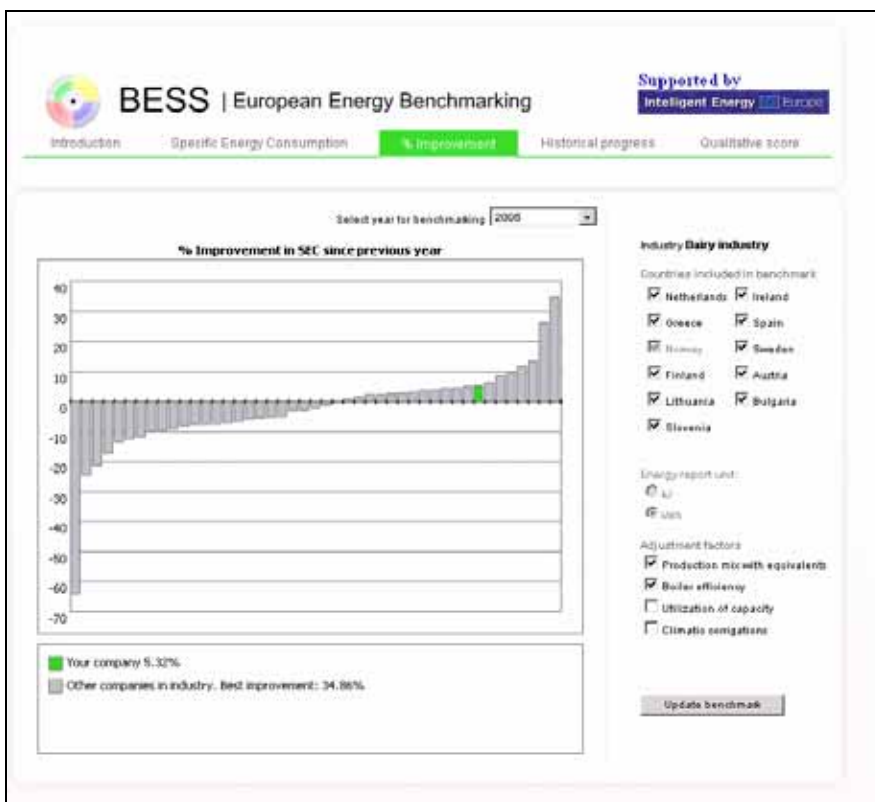 BESS | European Energy Benchmarking
Supported by
Intelligent Energy Europe
Introduction Specific Energy Consumption % Improvement Historical progress Qualitative score
Select year for benchmarking
% Improvement in SEC since previous year
40
30
20
10
0
-10
-20
-30
-40
-50
-60
-70
Your company 5.32%
Other companies in industry. Best improvement: 34.86%
Industry Dairy industry
Countries included in benchmark
Netherlands Ireland
Greece Spain
Norway Sweden
Finland Austria
Lithuania Bulgaria
Slovenia
Energy report unit:
Adjustment factors
Production mix with equivalents
Boiler efficiency
Utilization of capacity
Climatic
Update benchmark